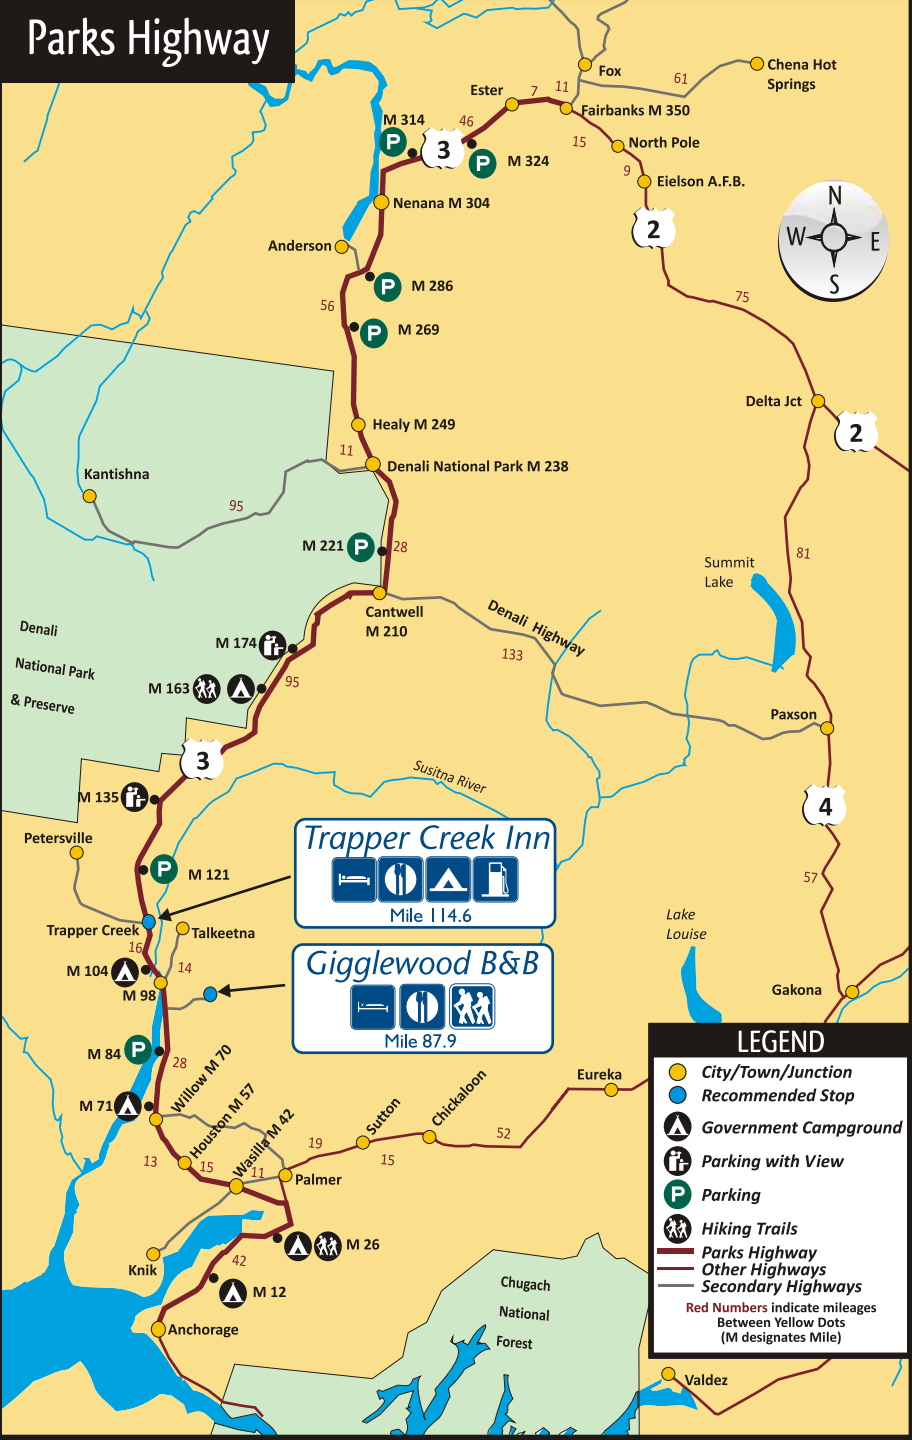 Parks Highway
Fox
Chena Hot
Springs
61
Ester
7
11
Fairbanks M 350
M 314
P
3
46
P
M 324
15
North Pole
9
Eielson A.F.B.
2
N
W
E
S
Nenana M 304
Anderson
P
M 286
56
P
M 269
75
Delta Jct
2
Healy M 249
11
Denali National Park M 238
Kantishna
95
M 221
P
28
81
Summit
Lake
Cantwell
M 210
Denali Highway
133
Denali
National Park
& Preserve
M 174
M 163
95
Paxson
3
4
Susitna River
M 135
Petersville
P
M 121
Trapper Creek Inn
Mile 114.6
57
Trapper Creek
Talkeetna
16
14
M 104
M 98
Gigglewood B&B
Mile 87.9
Lake
Louise
Gakona
M 84
P
28
Willow M 70
M 71
Houston M 57
Wasilla M 42
13
15
11
Palmer
19
Sutton
15
Chickaloon
52
Eureka
Knik
M 26
42
M 12
Anchorage
Chugach
National
Forest
Valdez
LEGEND
City/Town/Junction
Recommended Stop
Government Campground
Parking with View
P
Parking
Hiking Trails
Parks Highway
Other Highways
Secondary Highways
Red Numbers indicate mileages
Between Yellow Dots
(M designates Mile)